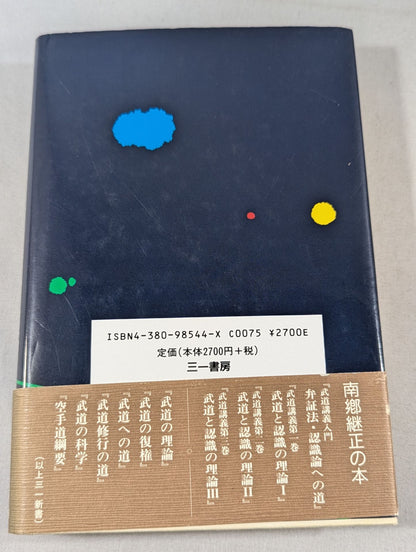 ISBN4-380-98544-X C0075 ¥2700E
定価(本体2700円+税)
三一書房
南郷継正の本
『武道講義入門
弁証法・認識論への道』
『武道講義第一巻
武道と認識の理論Ⅰ』
『武道講義第二巻
武道と認識の理論Ⅱ』
『武道講義第三巻
武道と認識の理論Ⅲ』
『武道の理論』
『武道の復権』
『武道への道』
『武道修行の道』
『武道の科学』
『空手道綱要』
(以上三一新書)